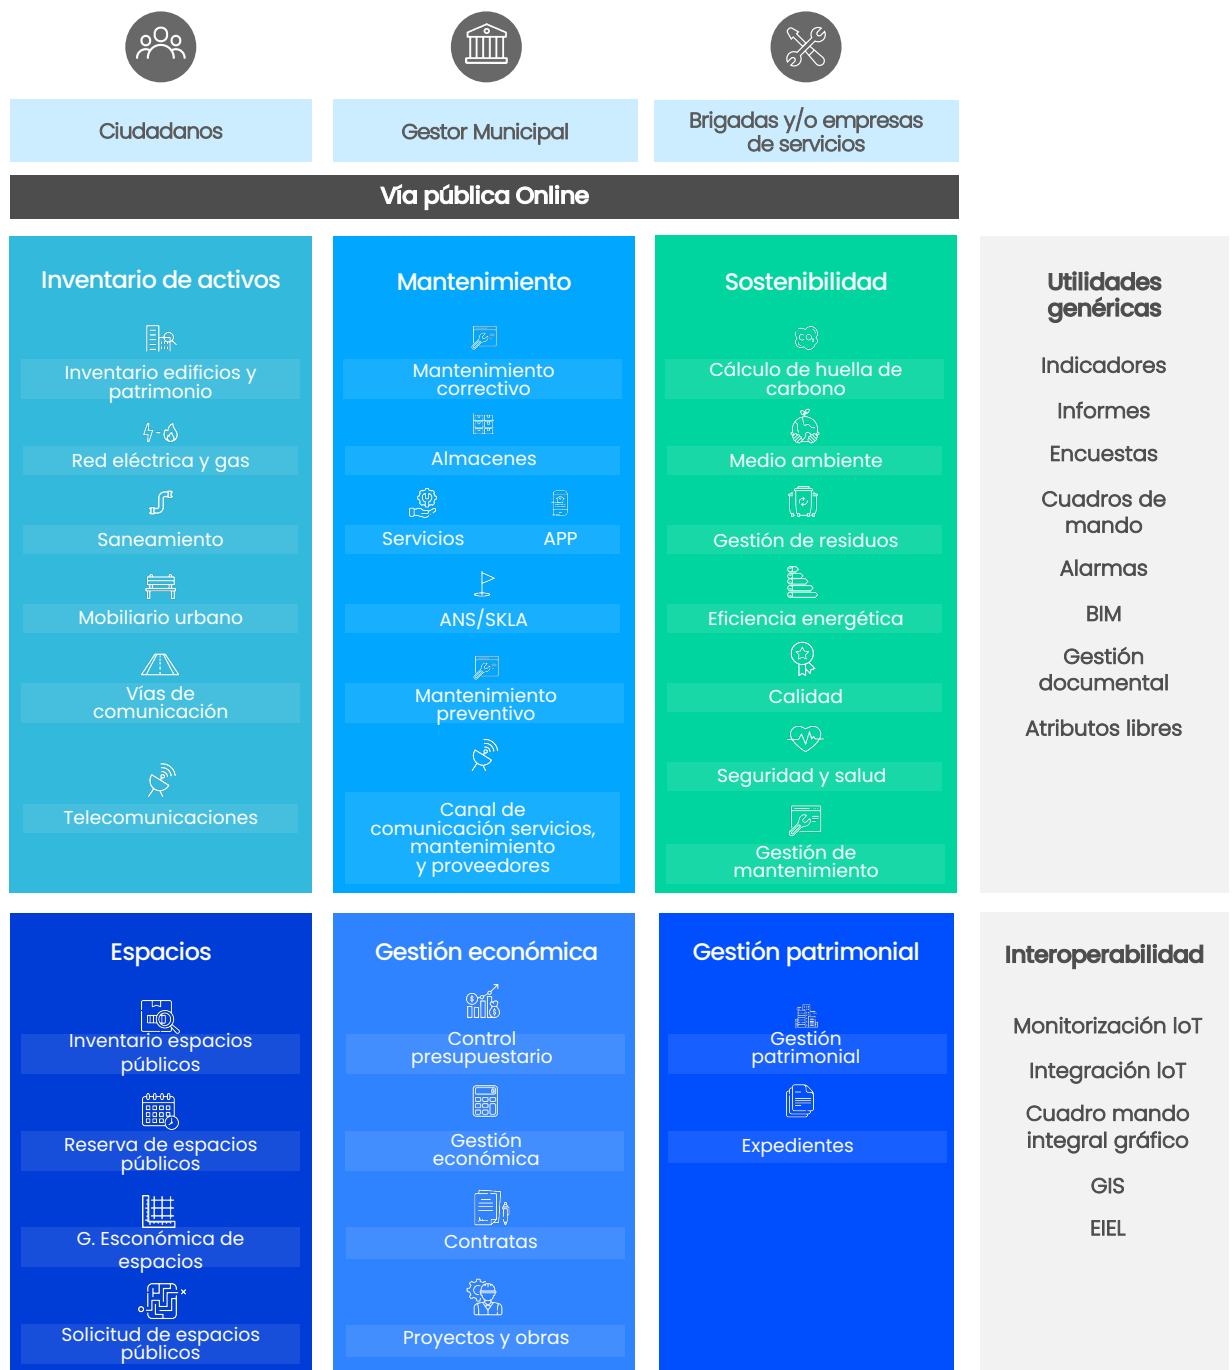 Ciudadanos
Gestor Municipal
Brigadas y/o empresas
de servicios
Vía pública Online
Inventario de activos
Inventario edificios y
patrimonio
Red eléctrica y gas
Saneamiento
Mobiliario urbano
Vías de
comunicación
Telecomunicaciones
Mantenimiento
Mantenimiento
correctivo
Almacenes
Servicios
APP
ANS/SKLA
Mantenimiento
preventivo
Canal de
comunicación servicios,
mantenimiento
y proveedores
Sostenibilidad
CO₂
Cálculo de huella de
carbono
Medio ambiente
Gestión de residuos
Eficiencia energética
Calidad
Seguridad y salud
Gestión de
mantenimiento
Utilidades
genéricas
Indicadores
Informes
Encuestas
Cuadros de
mando
Alarmas
BIM
Gestión
documental
Atributos libres
Espacios
Inventario espacios
públicos
Reserva de espacios
públicos
G. Esconómica de
espacios
Solicitud de espacios
públicos
Gestión económica
Control
presupuestario
Gestión
económica
Contratas
Proyectos y obras
Gestión patrimonial
Gestión
patrimonial
Expedientes
Interoperabilidad
Monitorización IoT
Integración IoT
Cuadro mando
integral gráfico
GIS
EIEL